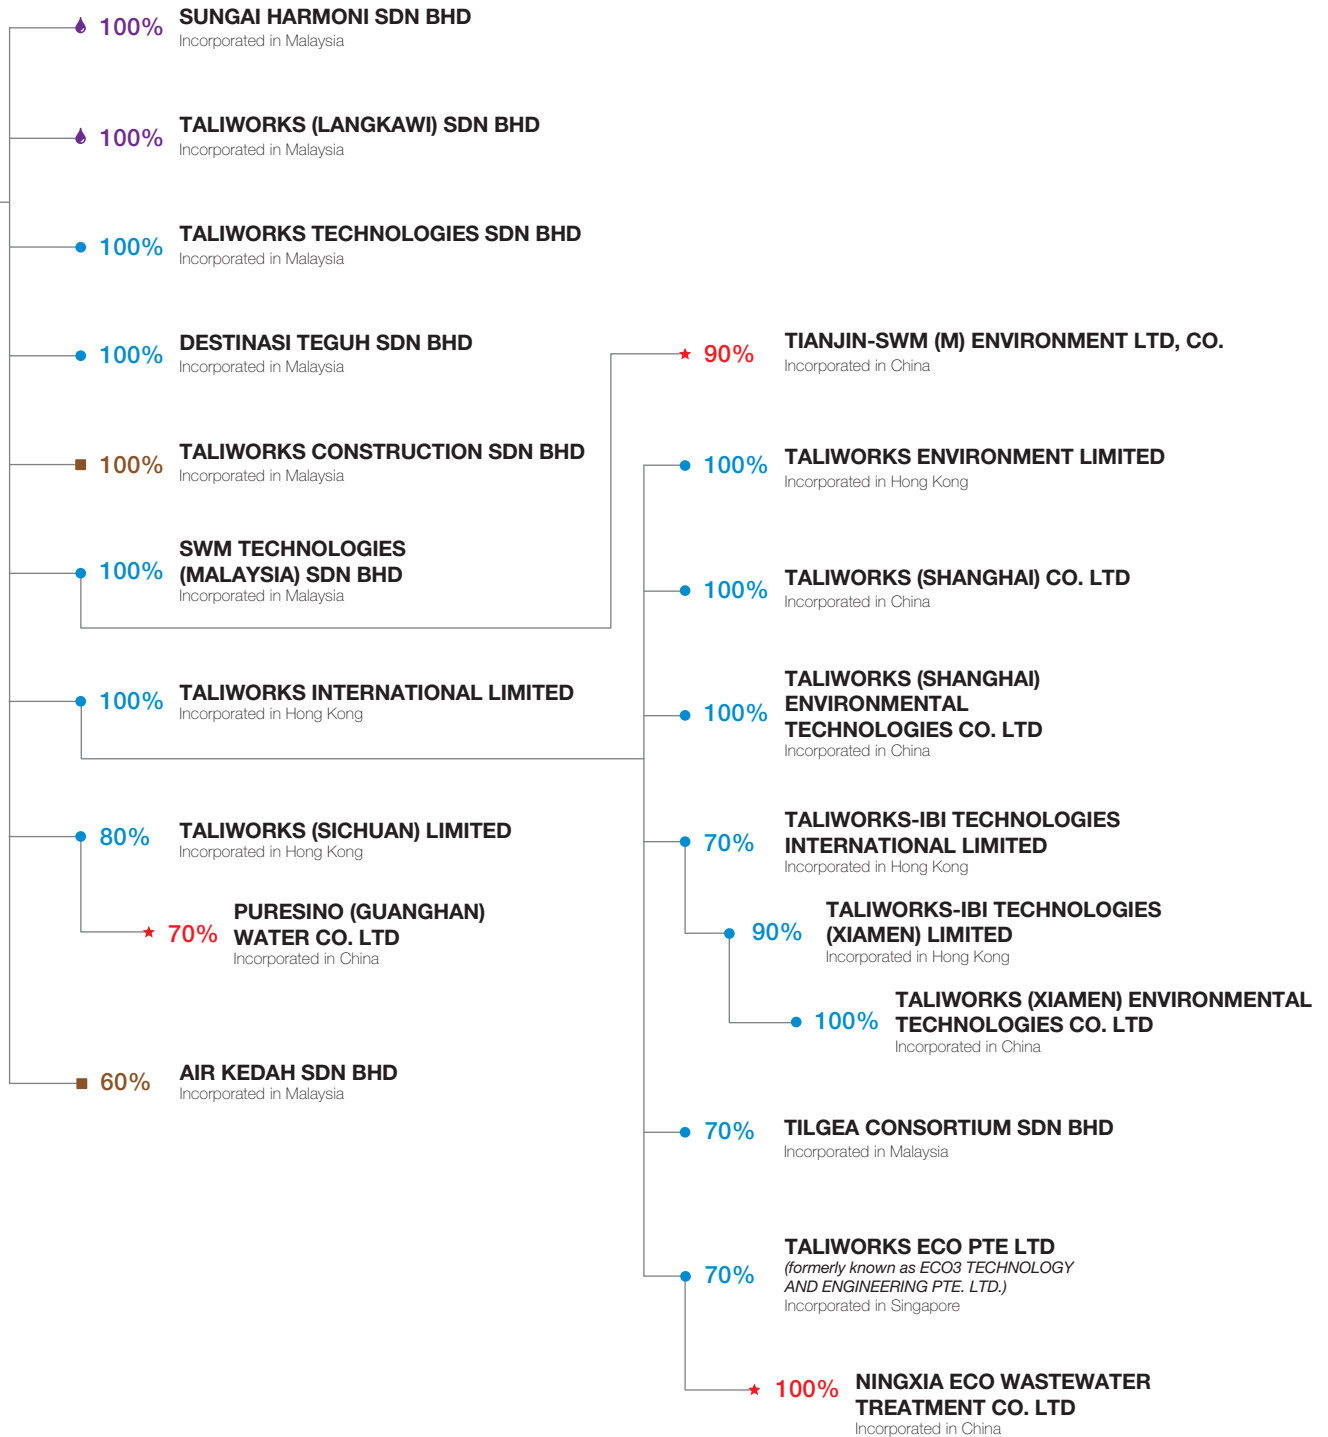 100%
SUNGAI HARMONI SDN BHD
Incorporated in Malaysia
100%
TALIWORKS (LANGKAWI) SDN BHD
Incorporated in Malaysia
100%
TALIWORKS TECHNOLOGIES SDN BHD
Incorporated in Malaysia
100%
DESTINASI TEGUH SDN BHD
Incorporated in Malaysia
100%
TALIWORKS CONSTRUCTION SDN BHD
Incorporated in Malaysia
100%
SWM TECHNOLOGIES
(MALAYSIA) SDN BHD
Incorporated in Malaysia
100%
TALIWORKS INTERNATIONAL LIMITED
Incorporated in Hong Kong
80%
TALIWORKS (SICHUAN) LIMITED
Incorporated in Hong Kong
70%
PURESINO (GUANGHAN)
WATER CO. LTD
Incorporated in China
60%
AIR KEDAH SDN BHD
Incorporated in Malaysia
90%
TIANJIN-SWM (M) ENVIRONMENT LTD, CO.
Incorporated in China
100%
TALIWORKS ENVIRONMENT LIMITED
Incorporated in Hong Kong
100%
TALIWORKS (SHANGHAI) CO. LTD
Incorporated in China
100%
TALIWORKS (SHANGHAI)
ENVIRONMENTAL
TECHNOLOGIES CO. LTD
Incorporated in China
70%
TALIWORKS-IBI TECHNOLOGIES
INTERNATIONAL LIMITED
Incorporated in Hong Kong
90%
TALIWORKS-IBI TECHNOLOGIES
(XIAMEN) LIMITED
Incorporated in Hong Kong
100%
TALIWORKS (XIAMEN) ENVIRONMENTAL
TECHNOLOGIES CO. LTD
Incorporated in China
70%
TILGEA CONSORTIUM SDN BHD
Incorporated in Malaysia
70%
TALIWORKS ECO PTE LTD
(formerly known as ECO3 TECHNOLOGY
AND ENGINEERING PTE. LTD.)
Incorporated in Singapore
100%
NINGXIA ECO WASTEWATER
TREATMENT CO. LTD
Incorporated in China